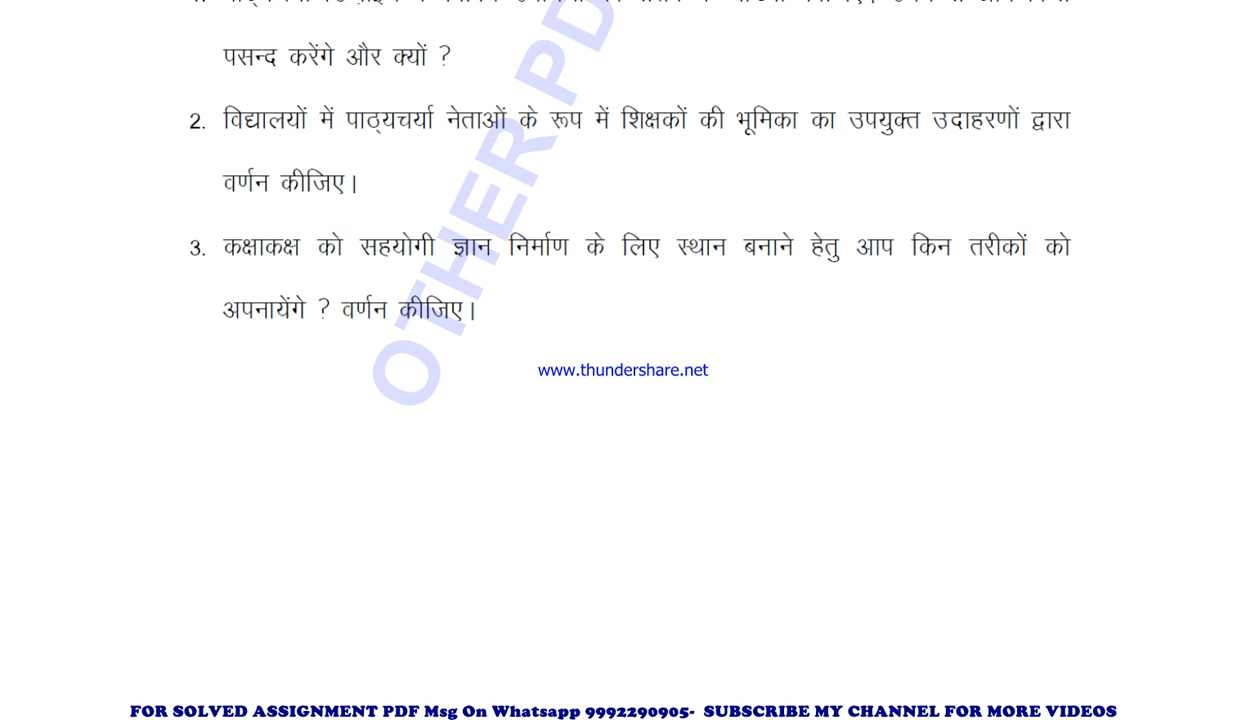 पसन्द करेंगे और क्यों ?
2. विद्यालयों में पाठ्यचर्या नेताओं के रूप में शिक्षकों की भूमिका का उपयुक्त उदाहरणों द्वारा
वर्णन कीजिए।
3. कक्षाकक्ष को सहयोगी ज्ञान निर्माण के लिए स्थान बनाने हेतु आप किन तरीकों को
अपनायेंगे ? वर्णन कीजिए।
OTHER PD
www.thundershare.net
FOR SOLVED ASSIGNMENT PDF Msg On Whatsapp 9992290905- SUBSCRIBE MY CHANNEL FOR MORE VIDEOS